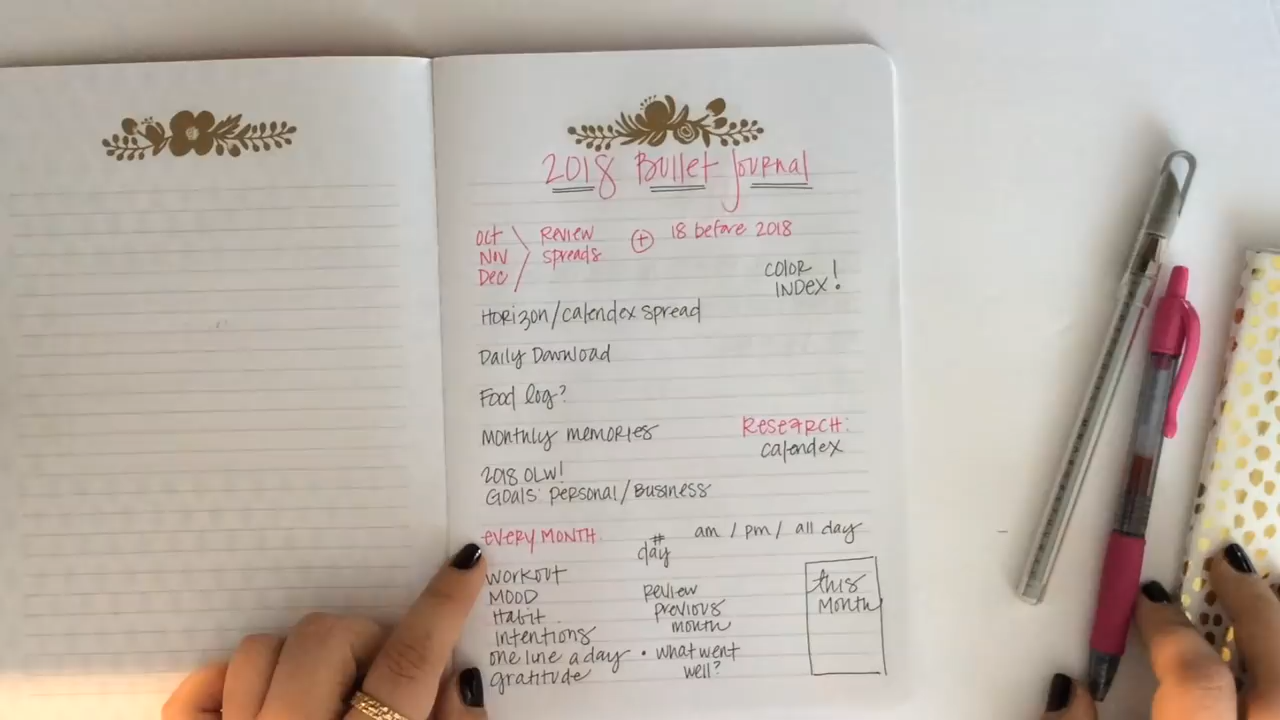 2018 Bullet Journal
Oct
Nov
Dec
Review
spreads
+ 18 before 2018
COLOR
INDEX!
Horizon/calendex spread
Daily Download
Food log?
Monthly memories
RESEARCH:
calendex
2018 OLW!
GOALS: Personal/Business
every MONTH
#
day
am / pm / all day
workout
MOOD
Habit
intentions
one line a day
gratitude
Review
previous
month
• what went
well?
this
Month